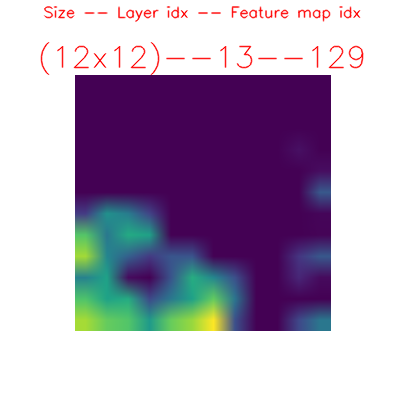 Size -- Layer idx -- Feature map idx
(12x12)--13--129